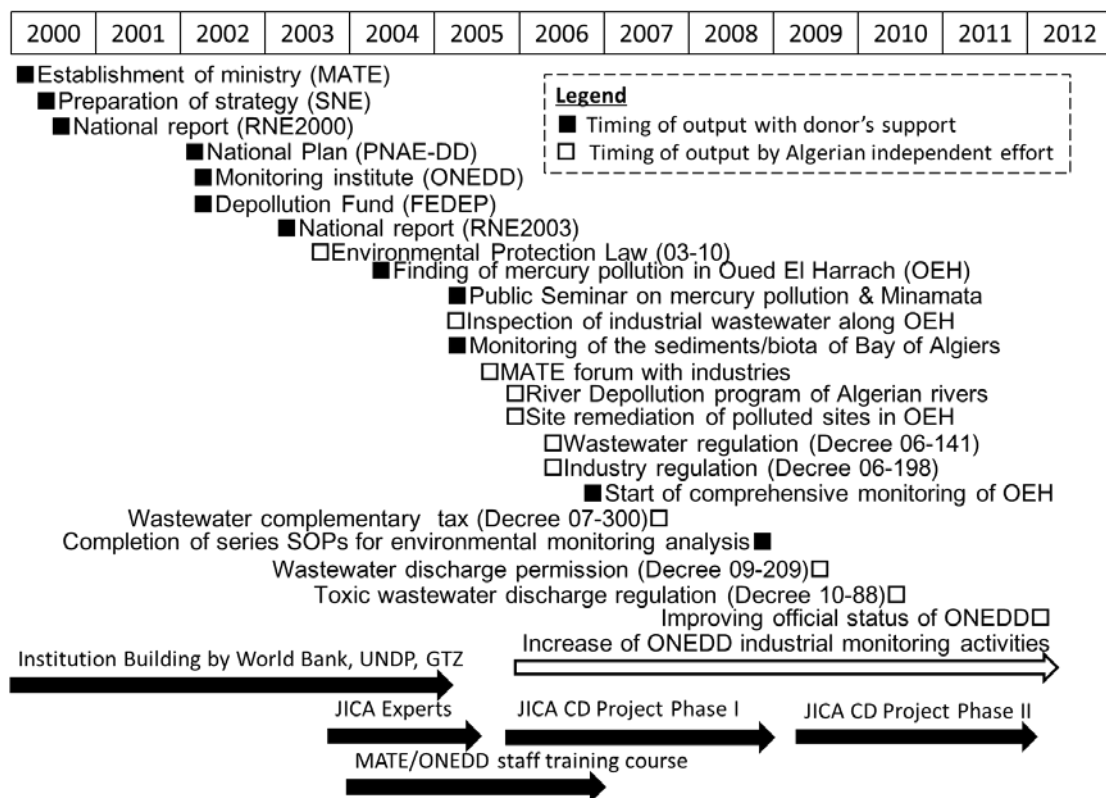 2000 2001 2002 2003 2004 2005 2006 2007 2008 2009 2010 2011 2012
■Establishment of ministry (MATE)
■Preparation of strategy (SNE)
■National report (RNE2000)
■National Plan (PNAE-DD)
■Monitoring institute (ONEDD)
■Depollution Fund (FEDEP)
■National report (RNE2003)
□Environmental Protection Law (03-10)
■Finding of mercury pollution in Oued El Harrach (OEH)
■Public Seminar on mercury pollution & Minamata
□Inspection of industrial wastewater along OEH
■Monitoring of the sediments/biota of Bay of Algiers
□MATE forum with industries
□River Depollution program of Algerian rivers
□Site remediation of polluted sites in OEH
□Wastewater regulation (Decree 06-141)
□Industry regulation (Decree 06-198)
■Start of comprehensive monitoring of OEH
Wastewater complementary tax (Decree 07-300)□
Completion of series SOPs for environmental monitoring analysis■
Wastewater discharge permission (Decree 09-209)□
Toxic wastewater discharge regulation (Decree 10-88)□
Improving official status of ONEDD□
Increase of ONEDD industrial monitoring activities
Legend
■ Timing of output with donor's support
□ Timing of output by Algerian independent effort
Institution Building by World Bank, UNDP, GTZ
JICA Experts
JICA CD Project Phase I
JICA CD Project Phase II
MATE/ONEDD staff training course